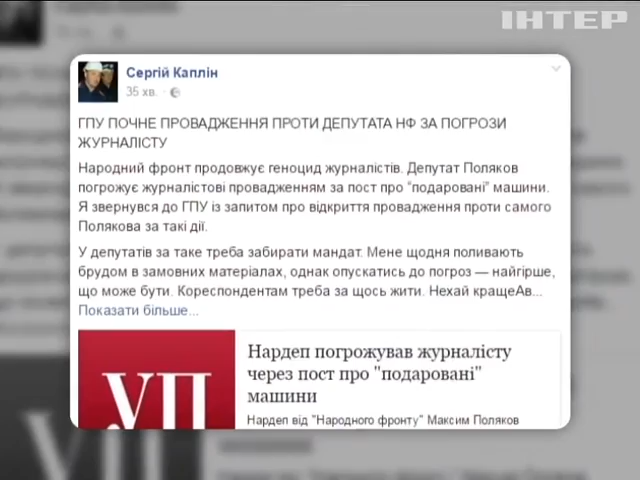 ІНТЕР
Сергій Каплін
35 хв. ·
ГПУ ПОЧНЕ ПРОВАДЖЕННЯ ПРОТИ ДЕПУТАТА НФ ЗА ПОГРОЗИ
ЖУРНАЛІСТУ
Народний фронт продовжує геноцид журналістів. Депутат Поляков
погрожує журналістові провадженням за пост про "подаровані" машини.
Я звернувся до ГПУ із запитом про відкриття провадження проти самого
Полякова за такі дії.
У депутатів за таке треба забирати мандат. Мене щодня поливають
брудом в замовних матеріалах, однак опускатись до погроз — найгірше,
що може бути. Кореспондентам треба за щось жити. Нехай кращеАв...
Показати більше...
УП
Нардеп погрожував журналісту
через пост про "подаровані"
машини
Нардеп від "Народного фронту" Максим Поляков